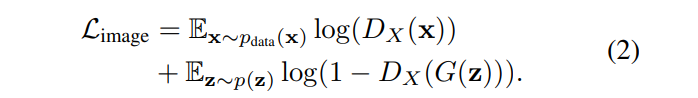 ℒ_image = 𝔼_{𝐱∼p_data(𝐱)} log(D_X(𝐱))
+ 𝔼_{𝐳∼p(𝐳)} log(1 − D_X(G(𝐳))). (2)